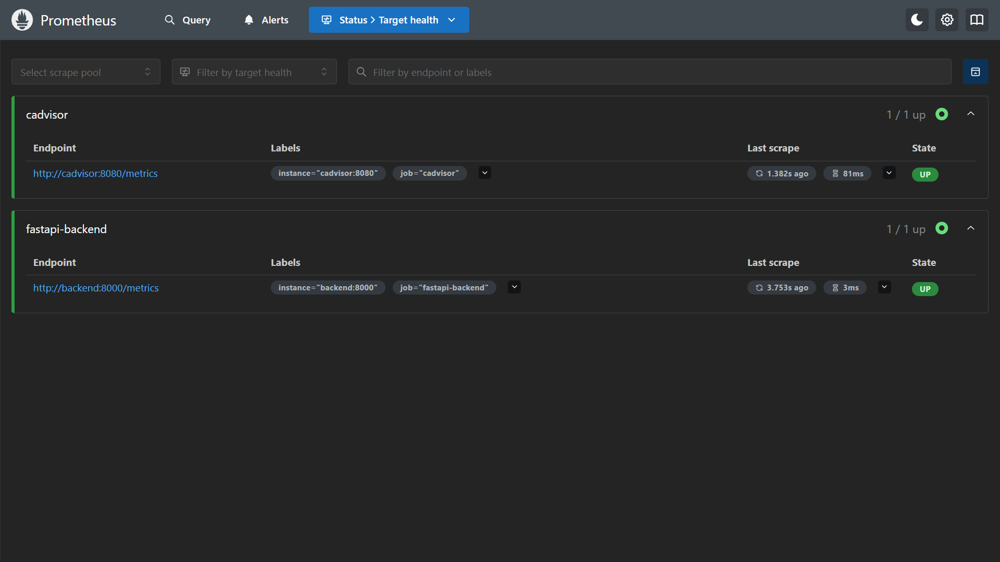 Prometheus Query Alerts Status > Target health
Select scrape pool Filter by target health Filter by endpoint or labels
cadvisor 1 / 1 up
Endpoint Labels Last scrape State
http://cadvisor:8080/metrics instance="cadvisor:8080" job="cadvisor" 1.382s ago 81ms UP
fastapi-backend 1 / 1 up
Endpoint Labels Last scrape State
http://backend:8000/metrics instance="backend:8000" job="fastapi-backend" 3.753s ago 3ms UP